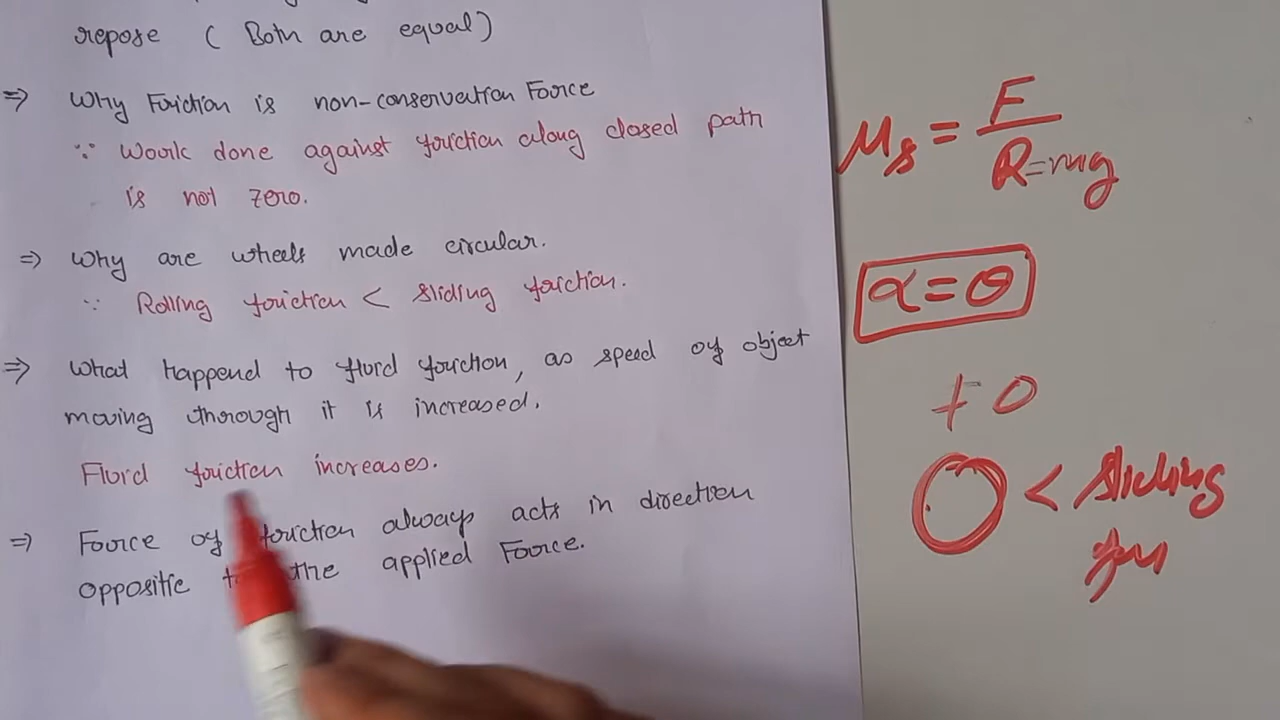 repose ( Both are equal)
⇒ Why Friction is non-conservation Force
∵ Work done against friction along closed path
is not zero.
⇒ Why are wheels made circular.
∵ Rolling friction < sliding friction.
⇒ What happend to fluid friction, as speed of object
moving through it is increased.
Fluid friction increases.
⇒ Force of friction always acts in direction
opposite the applied Force.
μs = F
R=mg
α=θ
≠ 0
< sliding